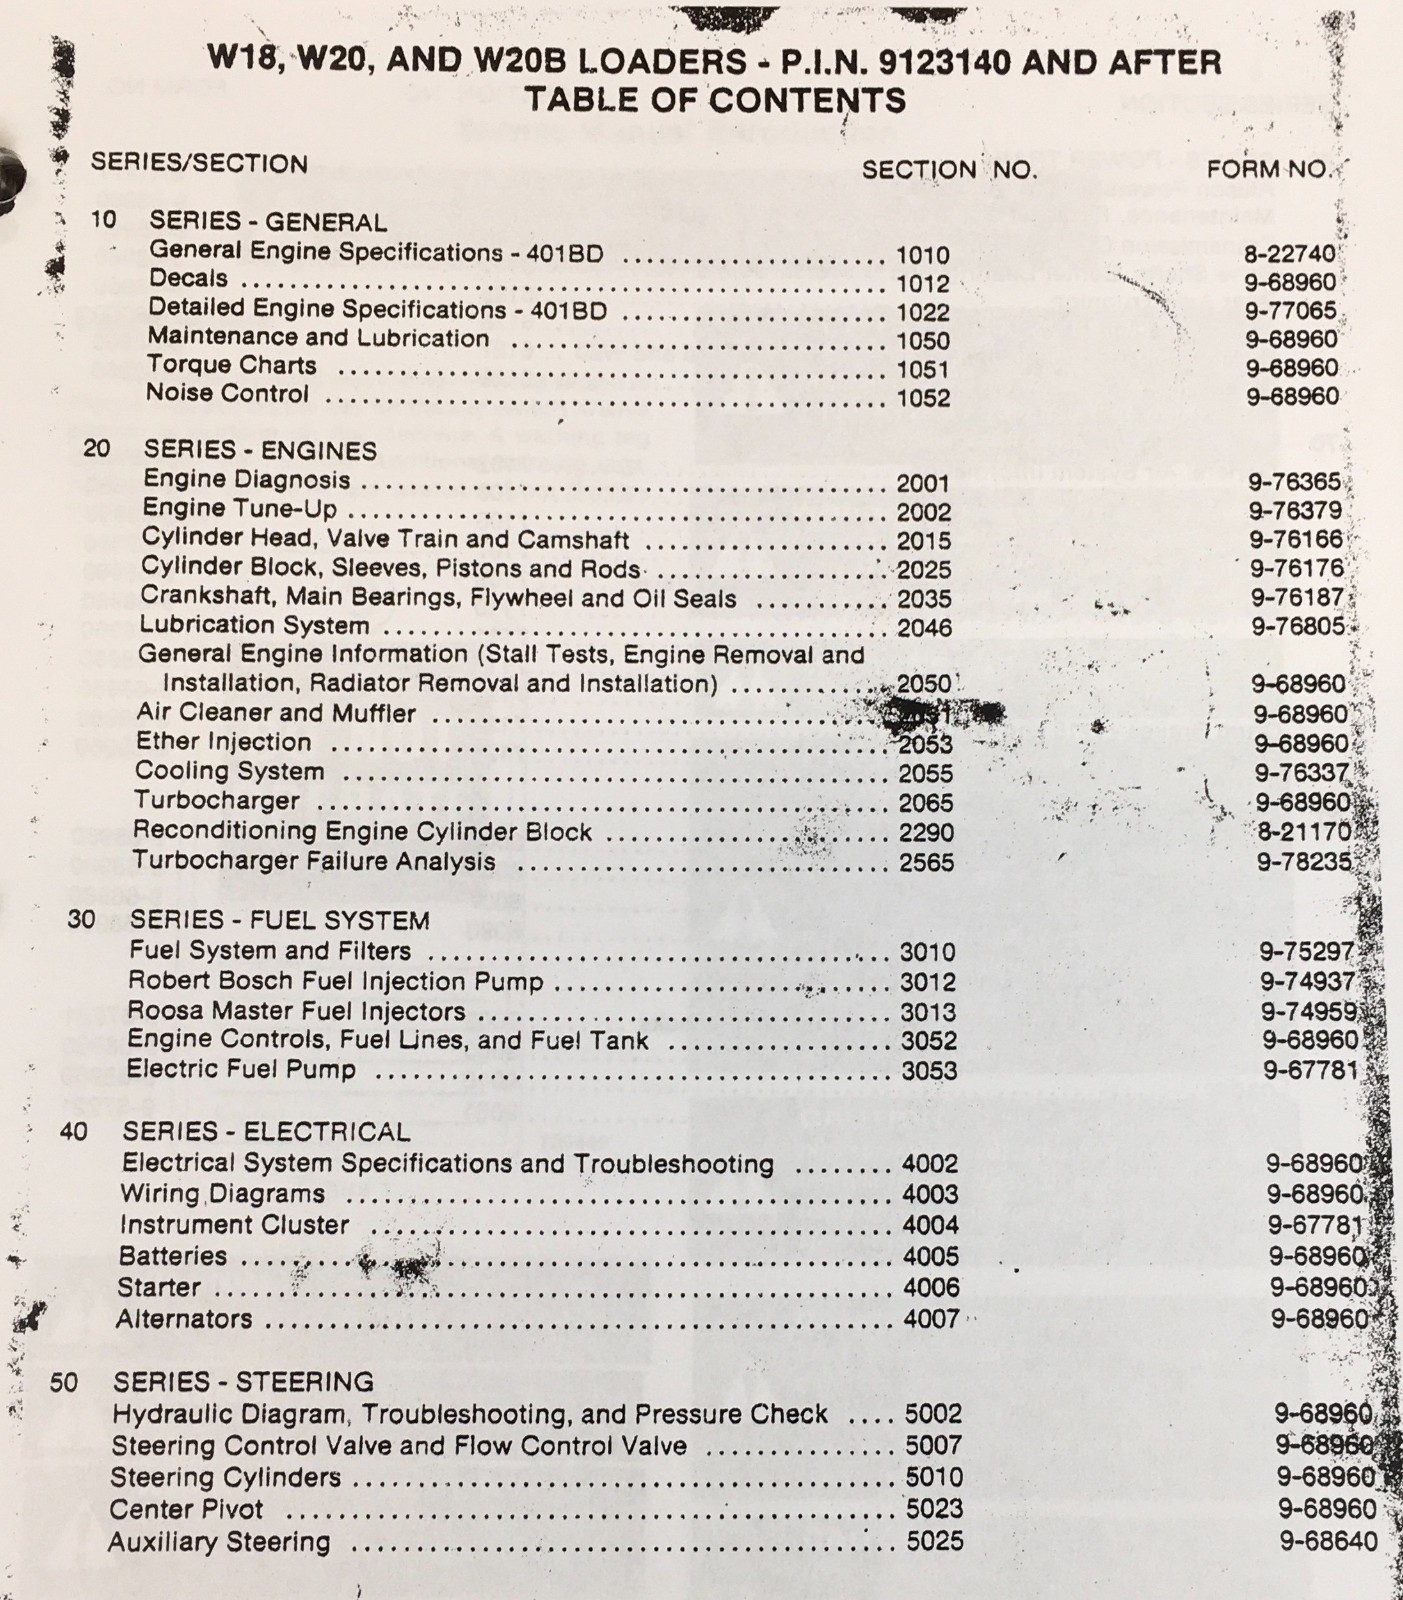 W18, W20, AND W20B LOADERS - P.I.N. 9123140 AND AFTER
TABLE OF CONTENTS
SERIES/SECTION SECTION NO. FORM NO.
10 SERIES - GENERAL
General Engine Specifications - 401BD .................... 1010 8-22740
Decals .................... 1012 9-68960
Detailed Engine Specifications - 401BD .................... 1022 9-77065
Maintenance and Lubrication .................... 1050 9-68960
Torque Charts .................... 1051 9-68960
Noise Control .................... 1052 9-68960
20 SERIES - ENGINES
Engine Diagnosis .................... 2001 9-76365
Engine Tune-Up .................... 2002 9-76379
Cylinder Head, Valve Train and Camshaft .................... 2015 9-76166
Cylinder Block, Sleeves, Pistons and Rods .................... 2025 9-76176
Crankshaft, Main Bearings, Flywheel and Oil Seals ........... 2035 9-76187
Lubrication System .................... 2046 9-76805
General Engine Information (Stall Tests, Engine Removal and
Installation, Radiator Removal and Installation) ............ 2050 9-68960
Air Cleaner and Muffler .................... 9-68960
Ether Injection .................... 2053 9-68960
Cooling System .................... 2055 9-76337
Turbocharger .................... 2065 9-68960
Reconditioning Engine Cylinder Block .................... 2290 8-21170
Turbocharger Failure Analysis .................... 2565 9-78235
30 SERIES - FUEL SYSTEM
Fuel System and Filters .................... 3010 9-75297
Robert Bosch Fuel Injection Pump .................... 3012 9-74937
Roosa Master Fuel Injectors .................... 3013 9-74959
Engine Controls, Fuel Lines, and Fuel Tank .................... 3052 9-68960
Electric Fuel Pump .................... 3053 9-67781
40 SERIES - ELECTRICAL
Electrical System Specifications and Troubleshooting ........ 4002 9-68960
Wiring Diagrams .................... 4003 9-68960
Instrument Cluster .................... 4004 9-67781
Batteries .................... 4005 9-68960
Starter .................... 4006 9-68960
Alternators .................... 4007 9-68960
50 SERIES - STEERING
Hydraulic Diagram, Troubleshooting, and Pressure Check .... 5002 9-68960
Steering Control Valve and Flow Control Valve ............... 5007 9-68960
Steering Cylinders .................... 5010 9-68960
Center Pivot .................... 5023 9-68960
Auxiliary Steering .................... 5025 9-68640